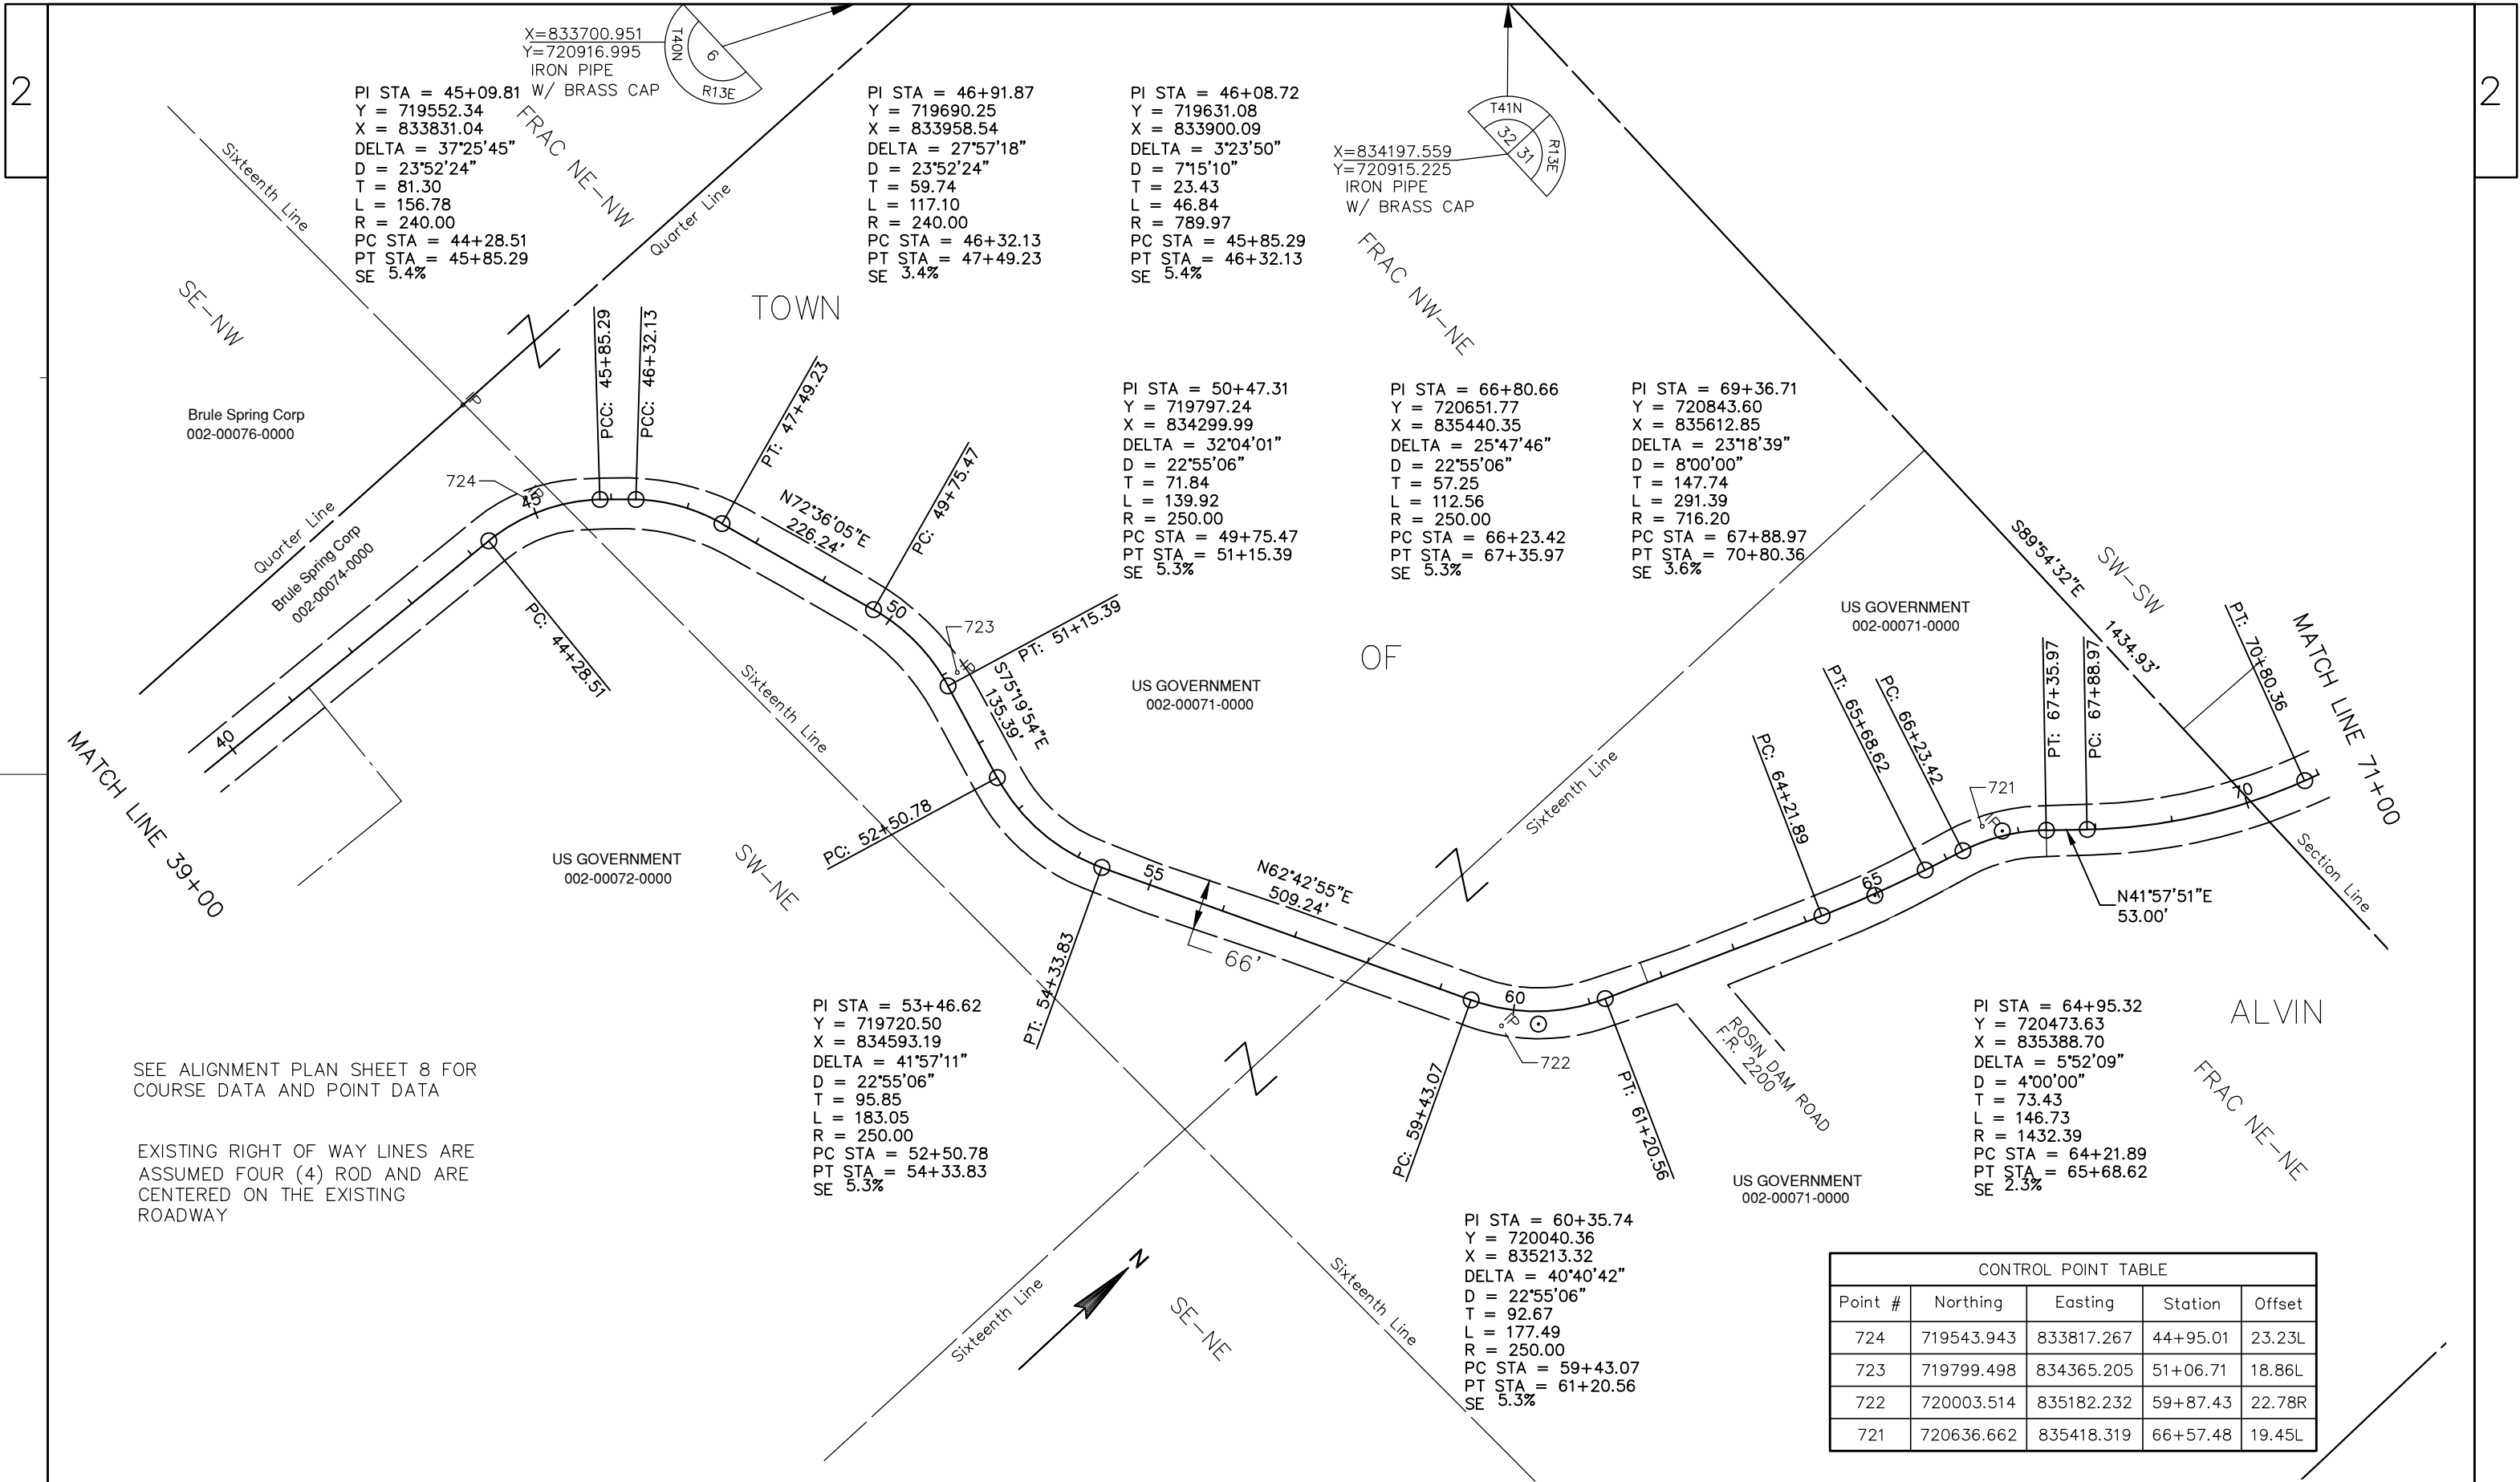 2
2
X=833700.951
Y=720916.995
IRON PIPE
W/ BRASS CAP
T40N
6
R13E
PI STA = 45+09.81
Y = 719552.34
X = 833831.04
DELTA = 37°25'45"
D = 23°52'24"
T = 81.30
L = 156.78
R = 240.00
PC STA = 44+28.51
PT STA = 45+85.29
SE 5.4%
PI STA = 46+91.87
Y = 719690.25
X = 833958.54
DELTA = 27°57'18"
D = 23°52'24"
T = 59.74
L = 117.10
R = 240.00
PC STA = 46+32.13
PT STA = 47+49.23
SE 3.4%
PI STA = 46+08.72
Y = 719631.08
X = 833900.09
DELTA = 3°23'50"
D = 7°15'10"
T = 23.43
L = 46.84
R = 789.97
PC STA = 45+85.29
PT STA = 46+32.13
SE 5.4%
X=834197.559
Y=720915.225
IRON PIPE
W/ BRASS CAP
T41N
32
31
R13E
FRAC NE-NW
Sixteenth Line
Quarter Line
SE-NW
TOWN
FRAC NW-NE
Brule Spring Corp
002-00076-0000
IP
PCC: 45+85.29
PCC: 46+32.13
PT: 47+49.23
PC: 49+75.47
PI STA = 50+47.31
Y = 719797.24
X = 834299.99
DELTA = 32°04'01"
D = 22°55'06"
T = 71.84
L = 139.92
R = 250.00
PC STA = 49+75.47
PT STA = 51+15.39
SE 5.3%
PI STA = 66+80.66
Y = 720651.77
X = 835440.35
DELTA = 25°47'46"
D = 22°55'06"
T = 57.25
L = 112.56
R = 250.00
PC STA = 66+23.42
PT STA = 67+35.97
SE 5.3%
PI STA = 69+36.71
Y = 720843.60
X = 835612.85
DELTA = 23°18'39"
D = 8°00'00"
T = 147.74
L = 291.39
R = 716.20
PC STA = 67+88.97
PT STA = 70+80.36
SE 3.6%
724
IP
45
N72°36'05"E
226.24'
Quarter Line
Brule Spring Corp
002-00074-0000
PC: 44+28.51
50
723
IP
PT: 51+15.39
S75°19'54"E
135.39'
Sixteenth Line
US GOVERNMENT
002-00071-0000
OF
US GOVERNMENT
002-00071-0000
S89°54'32"E
1434.93'
SW-SW
PT: 70+80.36
MATCH LINE 71+00
MATCH LINE 39+00
40
PC: 52+50.78
US GOVERNMENT
002-00072-0000
SW-NE
55
N62°42'55"E
509.24'
66'
PT: 54+33.83
Sixteenth Line
PC: 64+21.89
PT: 65+68.62
PC: 66+23.42
PT: 67+35.97
PC: 67+88.97
721
IP
65
70
N41°57'51"E
53.00'
Section Line
60
IP
722
PC: 59+43.07
PT: 61+20.56
ROSIN DAM ROAD
F.R. 2200
ALVIN
FRAC NE-NE
PI STA = 53+46.62
Y = 719720.50
X = 834593.19
DELTA = 41°57'11"
D = 22°55'06"
T = 95.85
L = 183.05
R = 250.00
PC STA = 52+50.78
PT STA = 54+33.83
SE 5.3%
PI STA = 64+95.32
Y = 720473.63
X = 835388.70
DELTA = 5°52'09"
D = 4°00'00"
T = 73.43
L = 146.73
R = 1432.39
PC STA = 64+21.89
PT STA = 65+68.62
SE 2.3%
SEE ALIGNMENT PLAN SHEET 8 FOR
COURSE DATA AND POINT DATA
EXISTING RIGHT OF WAY LINES ARE
ASSUMED FOUR (4) ROD AND ARE
CENTERED ON THE EXISTING
ROADWAY
US GOVERNMENT
002-00071-0000
PI STA = 60+35.74
Y = 720040.36
X = 835213.32
DELTA = 40°40'42"
D = 22°55'06"
T = 92.67
L = 177.49
R = 250.00
PC STA = 59+43.07
PT STA = 61+20.56
SE 5.3%
N
Sixteenth Line
SE-NE
Sixteenth Line
CONTROL POINT TABLE
Point # Northing Easting Station Offset
724 719543.943 833817.267 44+95.01 23.23L
723 719799.498 834365.205 51+06.71 18.86L
722 720003.514 835182.232 59+87.43 22.78R
721 720636.662 835418.319 66+57.48 19.45L